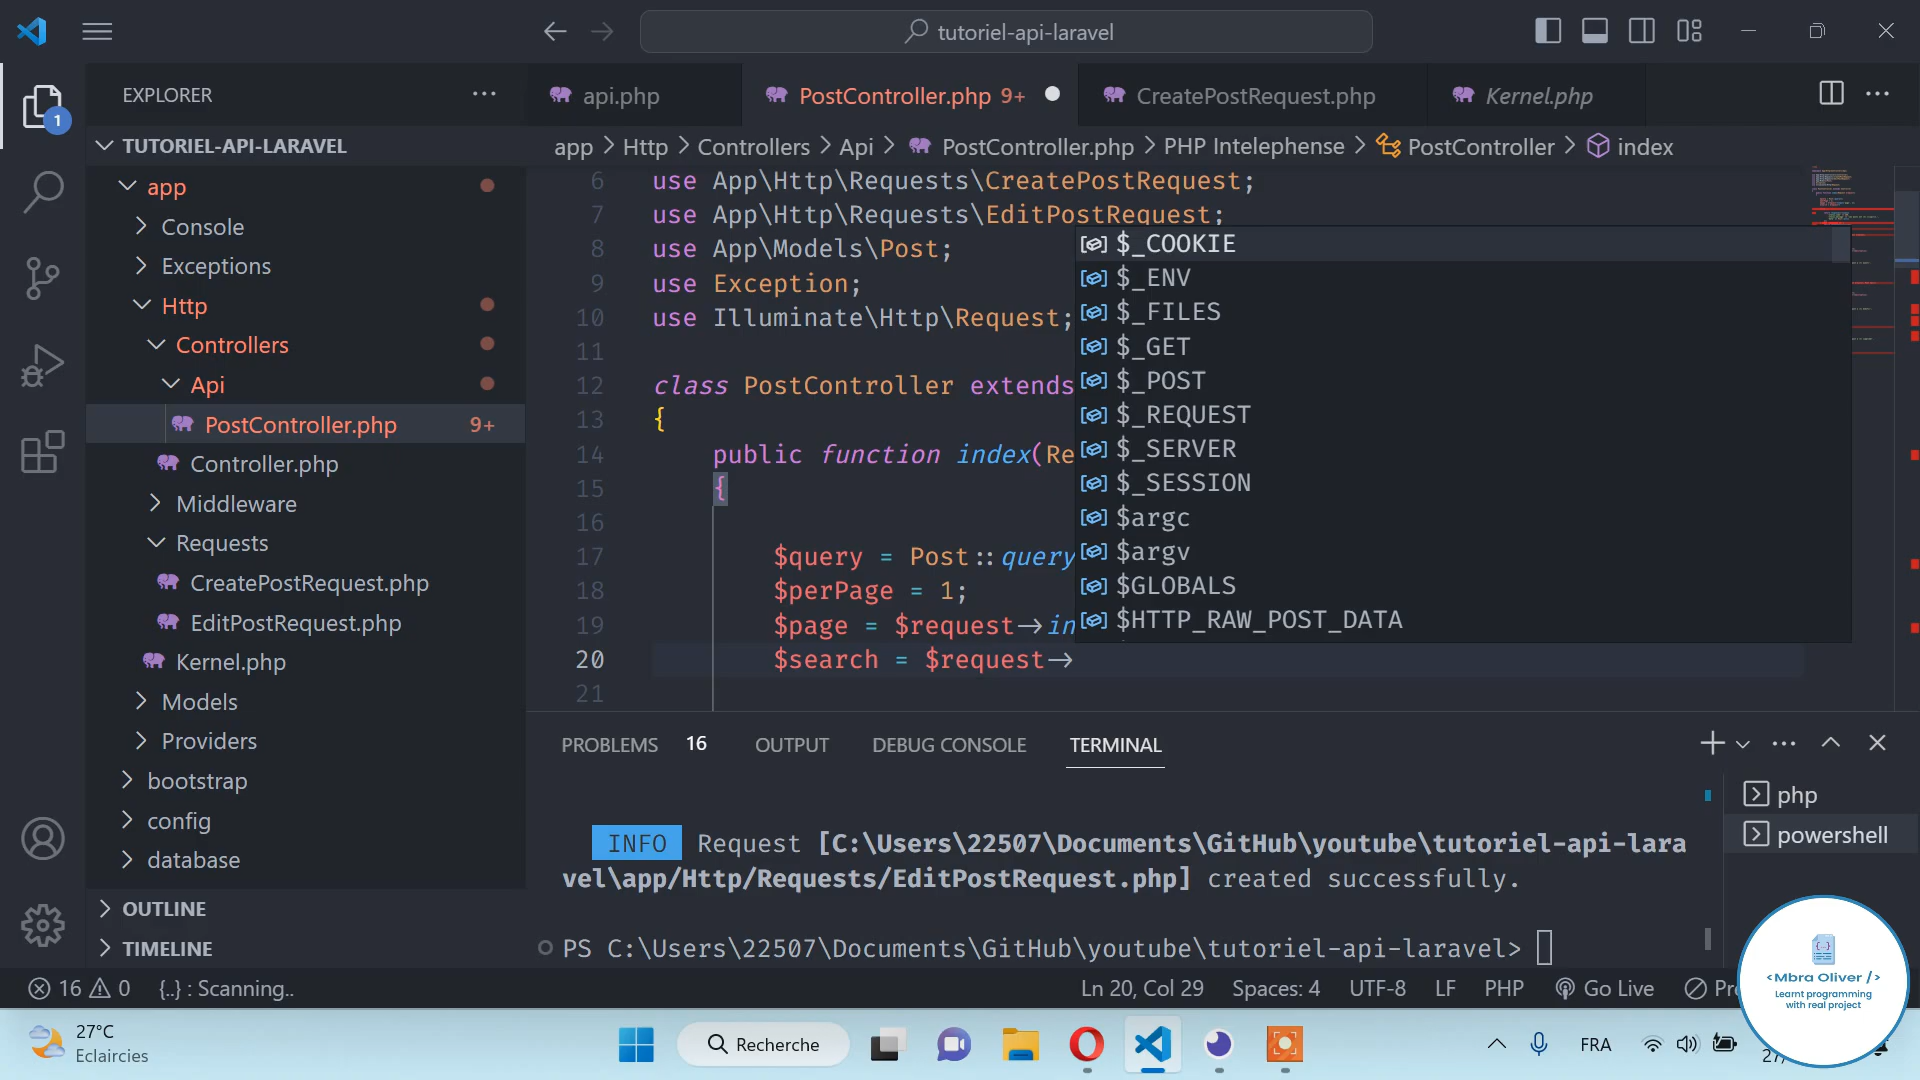 tutoriel-api-laravel
EXPLORER
api.php
PostController.php 9+
CreatePostRequest.php
Kernel.php
1
TUTORIEL-API-LARAVEL
app > Http > Controllers > Api > PostController.php > PHP Intelephense > PostController > index
app
Console
Exceptions
Http
Controllers
Api
PostController.php 9+
Controller.php
Middleware
Requests
CreatePostRequest.php
EditPostRequest.php
Kernel.php
Models
Providers
bootstrap
config
database
OUTLINE
TIMELINE
6 use App\Http\Requests\CreatePostRequest;
7 use App\Http\Requests\EditPostRequest;
8 use App\Models\Post;
9 use Exception;
10 use Illuminate\Http\Request;
11
12 class PostController extends
13 {
14 public function index(Re
15 {
16
17 $query = Post::query
18 $perPage = 1;
19 $page = $request->in
20 $search = $request->
21
$_COOKIE
$_ENV
$_FILES
$_GET
$_POST
$_REQUEST
$_SERVER
$_SESSION
$argc
$argv
$GLOBALS
$HTTP_RAW_POST_DATA
PROBLEMS 16 OUTPUT DEBUG CONSOLE TERMINAL
INFO Request [C:\Users\22507\Documents\GitHub\youtube\tutoriel-api-lara
vel\app/Http/Requests/EditPostRequest.php] created successfully.
PS C:\Users\22507\Documents\GitHub\youtube\tutoriel-api-laravel>
php
powershell
16 0 {..} : Scanning..
Ln 20, Col 29 Spaces: 4 UTF-8 LF PHP Go Live
{...}
<Mbra Oliver />
Learnt programming
with real project
27°C
Eclaircies
Recherche
FRA